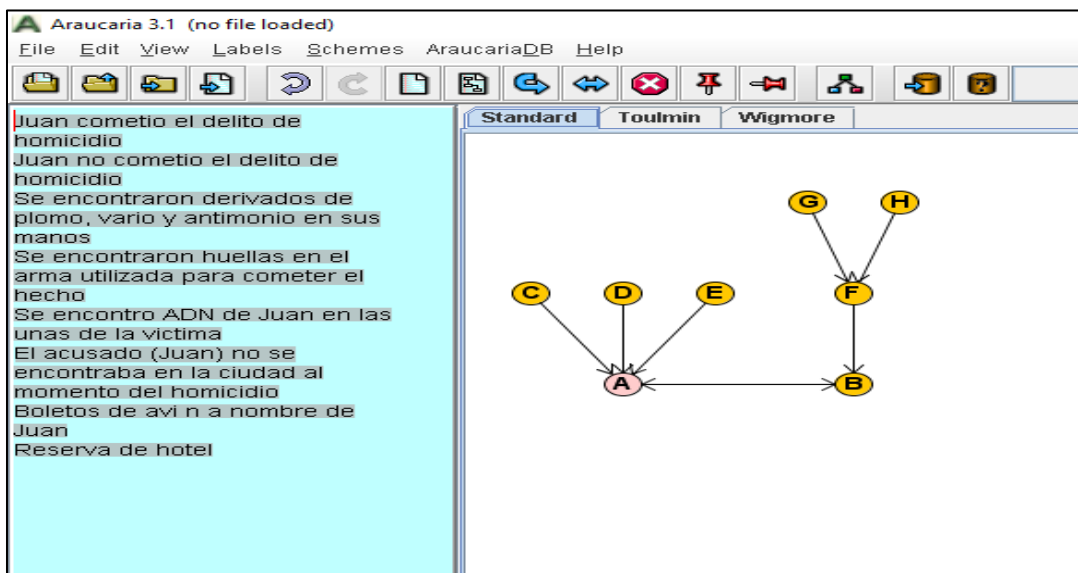 Araucaria 3.1 (no file loaded)
File Edit View Labels Schemes AraucariaDB Help
Juan cometio el delito de
homicidio
Juan no cometio el delito de
homicidio
Se encontraron derivados de
plomo, vario y antimonio en sus
manos
Se encontraron huellas en el
arma utilizada para cometer el
hecho
Se encontro ADN de Juan en las
unas de la victima
El acusado (Juan) no se
encontraba en la ciudad al
momento del homicidio
Boletos de avi n a nombre de
Juan
Reserva de hotel
Standard Toulmin Wigmore
G H
C D E F
A B